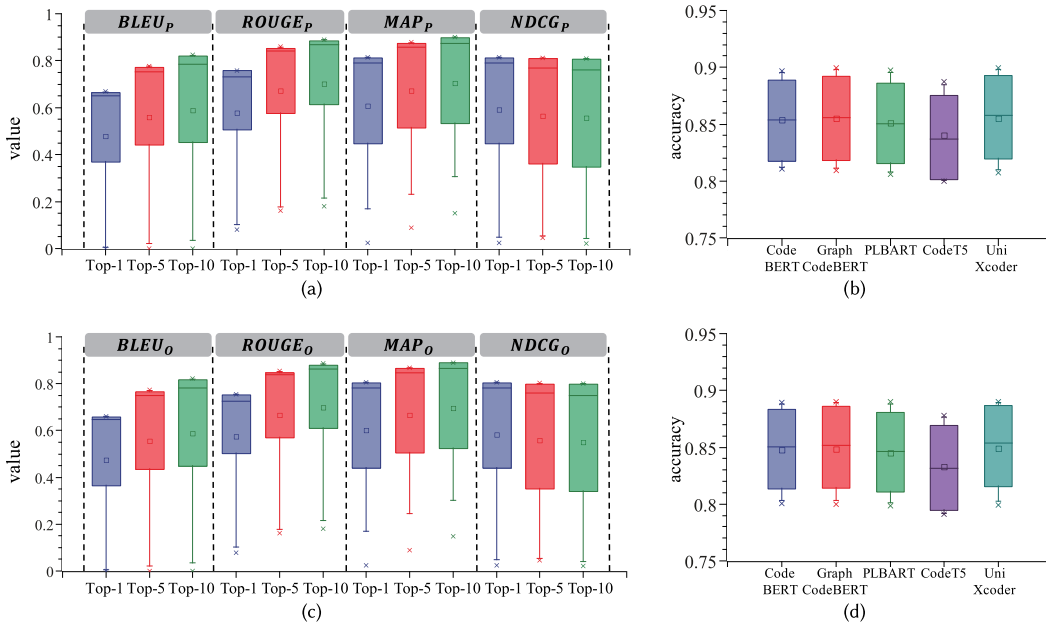 BLEU_P ROUGE_P MAP_P NDCG_P
1
0.8
0.6
0.4
0.2
0
value
Top-1 Top-5 Top-10 Top-1 Top-5 Top-10 Top-1 Top-5 Top-10 Top-1 Top-5 Top-10
(a)
0.95
0.9
0.85
0.8
0.75
accuracy
Code BERT
Graph CodeBERT
PLBART
CodeT5
Uni Xcoder
(b)
BLEU_O ROUGE_O MAP_O NDCG_O
1
0.8
0.6
0.4
0.2
0
value
Top-1 Top-5 Top-10 Top-1 Top-5 Top-10 Top-1 Top-5 Top-10 Top-1 Top-5 Top-10
(c)
0.95
0.9
0.85
0.8
0.75
accuracy
Code BERT
Graph CodeBERT
PLBART
CodeT5
Uni Xcoder
(d)